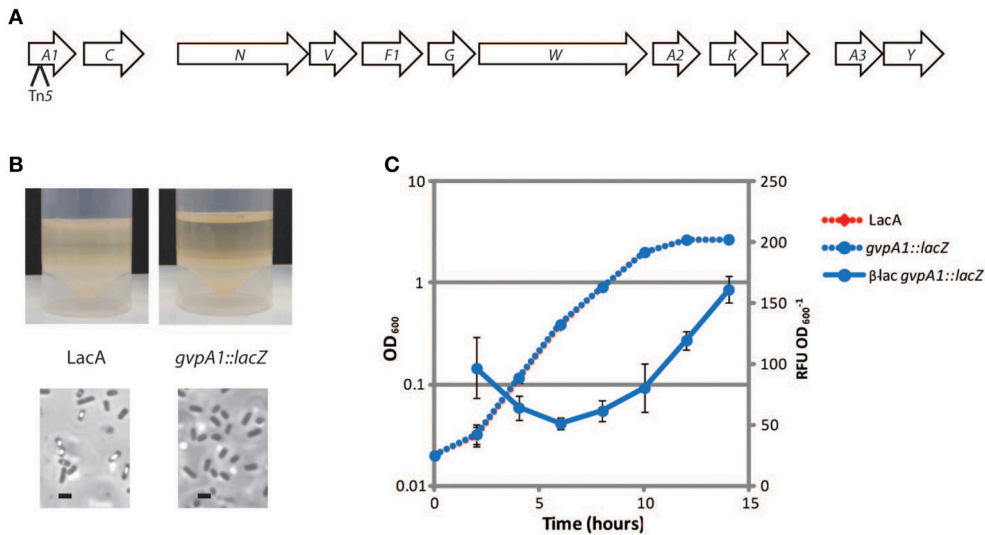 A
A1 C N V F1 G W A2 K X A3 Y
Tn5
B
LacA gvpA1::lacZ
C
10
1
0.1
0.01
OD600
0 5 10 15
Time (hours)
250
200
150
100
50
0
RFU OD600-1
LacA
gvpA1::lacZ
β-lac gvpA1::lacZ